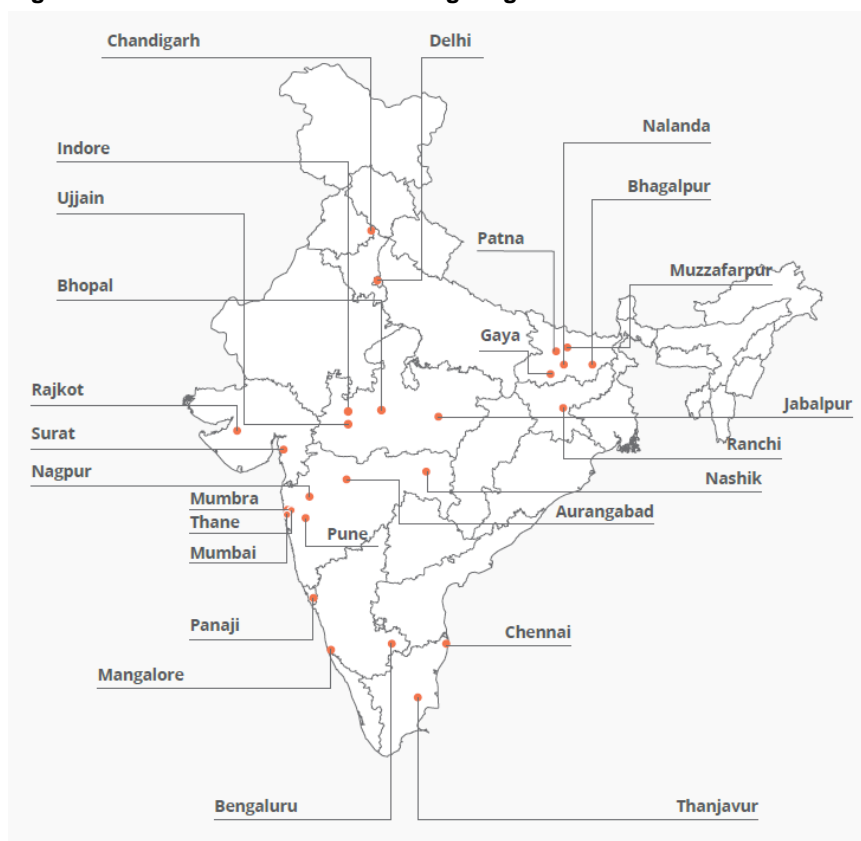 Chandigarh
Delhi
Nalanda
Indore
Bhagalpur
Ujjain
Patna
Muzzafarpur
Bhopal
Gaya
Rajkot
Jabalpur
Surat
Ranchi
Nagpur
Nashik
Mumbra
Aurangabad
Thane
Pune
Mumbai
Panaji
Chennai
Mangalore
Bengaluru
Thanjavur